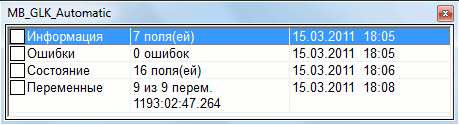 MB_GLK_Automatic
Информация 7 поля(ей) 15.03.2011 18:05
Ошибки 0 ошибок 15.03.2011 18:05
Состояние 16 поля(ей) 15.03.2011 18:06
Переменные 9 из 9 перем. 15.03.2011 18:08
1193:02:47.264